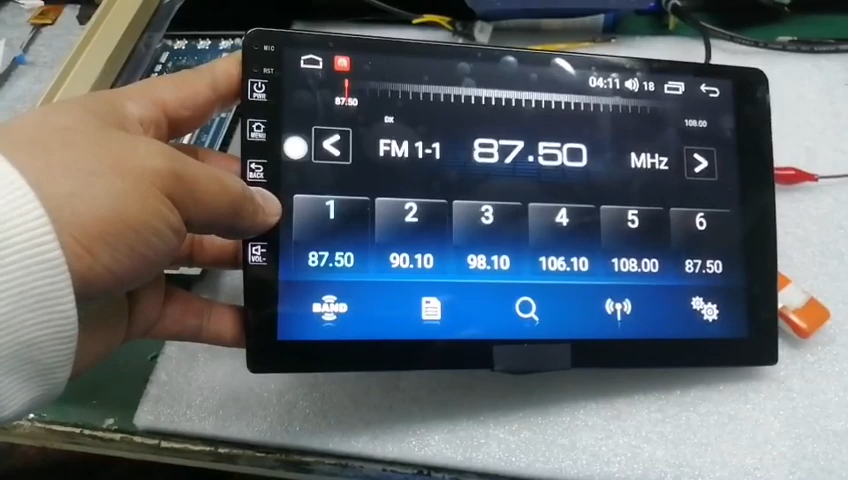 MIC
RST
PWR
MENU
BACK
VOL-
04:11 18
87.50
108.00
DX
FM 1-1 87.50 MHz
1 2 3 4 5 6
87.50 90.10 98.10 106.10 108.00 87.50
BAND